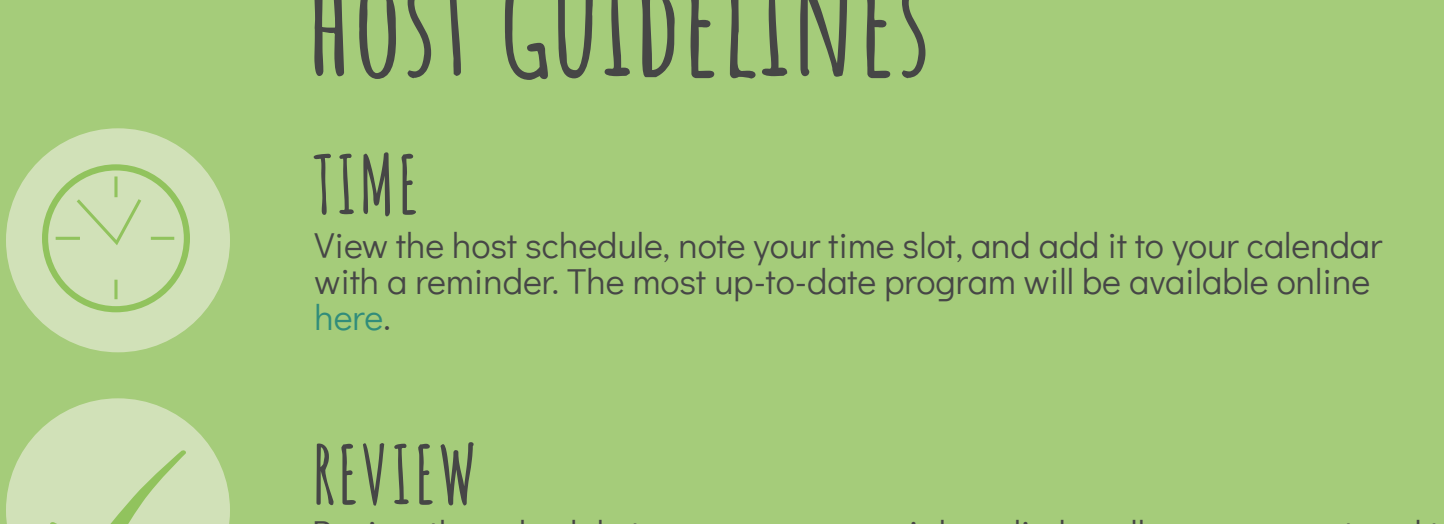 HOST GUIDELINES
TIME
View the host schedule, note your time slot, and add it to your calendar
with a reminder. The most up-to-date program will be available online
here.
REVIEW